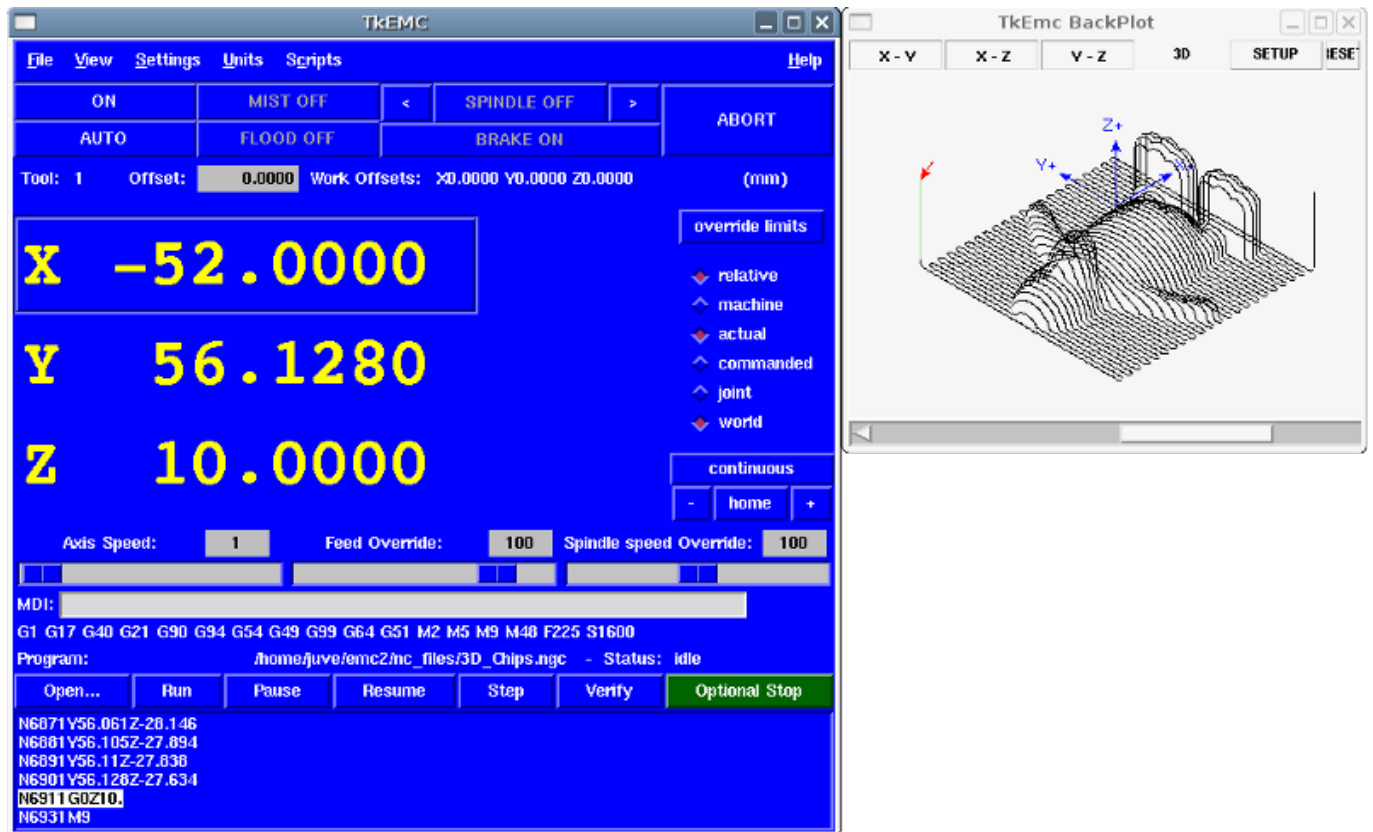 TkEMC
File View Settings Units Scripts Help
ON MIST OFF < SPINDLE OFF > ABORT
AUTO FLOOD OFF BRAKE ON
Tool: 1 Offset: 0.0000 Work Offsets: X0.0000 Y0.0000 Z0.0000 (mm)
override limits
X -52.0000
relative
machine
actual
Y 56.1280
commanded
joint
world
Z 10.0000
continuous
- home +
Axis Speed: 1 Feed Override: 100 Spindle speed Override: 100
MDI:
G1 G17 G40 G21 G90 G94 G54 G49 G99 G64 G51 M2 M5 M9 M48 F225 S1600
Program: /home/juve/emc2/nc_files/3D_Chips.ngc - Status: idle
Open... Run Pause Resume Step Verify Optional Stop
N6871Y56.061Z-28.146
N6881Y56.105Z-27.894
N6891Y56.11Z-27.838
N6901Y56.128Z-27.634
N6911G0Z10.
N6931M9
TkEmc BackPlot
X - Y X - Z Y - Z 3D SETUP
Z+
Y+